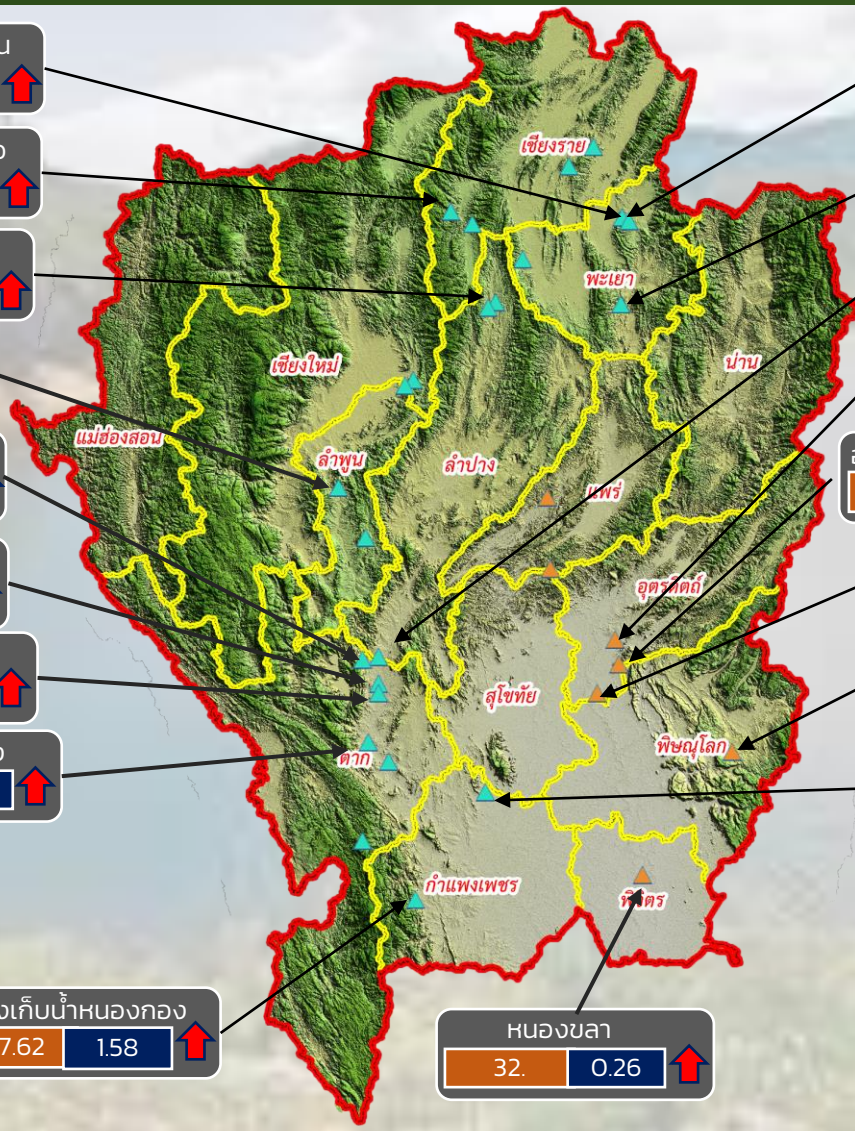 น
เชียงราย
พะเยา
น่าน
เชียงใหม่
แม่ฮ่องสอน
ลำพูน
ลำปาง
แพร่
อุตรดิตถ์
สุโขทัย
พิษณุโลก
ตาก
กำแพงเพชร
พิจิตร
งเก็บน้ำหนองกอง
7.62 1.58
หนองขลา
32. 0.26